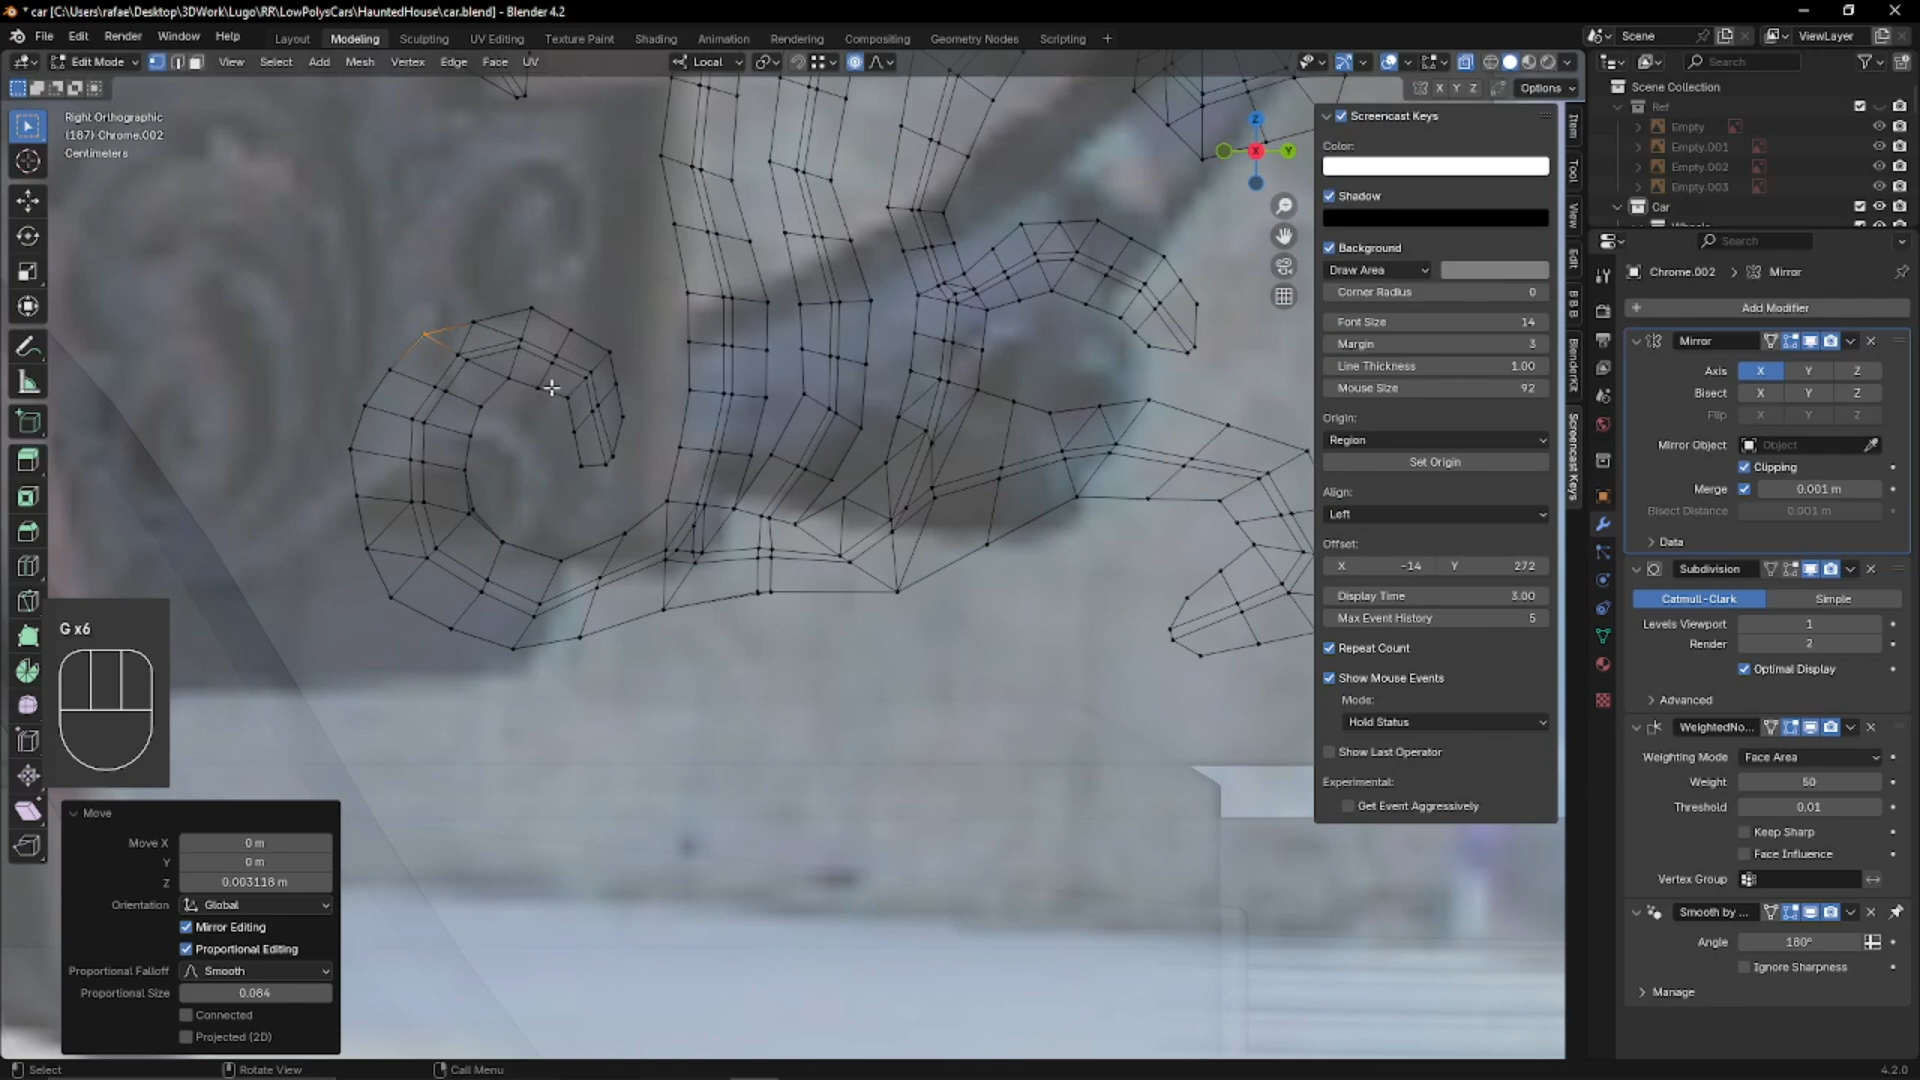 * car [C:\Users\rafae\Desktop\3DWork\Lugo\RR\LowPolysCars\HauntedHouse\car.blend] - Blender 4.2
File Edit Render Window Help
Layout Modeling Sculpting UV Editing Texture Paint Shading Animation Rendering Compositing Geometry Nodes Scripting +
Scene ViewLayer
Edit Mode View Select Add Mesh Vertex Edge Face UV Local
Search
X Y Z Options
Right Orthographic
(187) Chrome.002
Centimeters
Z
X
Y
Item
Tool
View
Edit
B B B
BlenderKit
Screencast Keys
Screencast Keys
Color:
Shadow
Background
Draw Area
Corner Radius 0
Font Size 14
Margin 3
Line Thickness 1.00
Mouse Size 92
Origin:
Region
Set Origin
Align:
Left
Offset:
X -14 Y 272
Display Time 3.00
Max Event History 5
Repeat Count
Show Mouse Events
Mode:
Hold Status
Show Last Operator
Experimental:
Get Event Aggressively
Scene Collection
Ref
Empty
Empty.001
Empty.002
Empty.003
Car
Search
Chrome.002 > Mirror
Add Modifier
Mirror
Axis X Y Z
Bisect X Y Z
Flip X Y Z
Mirror Object Object
Clipping
Merge 0.001 m
Bisect Distance 0.001 m
Data
Subdivision
Catmull-Clark Simple
Levels Viewport 1
Render 2
Optimal Display
Advanced
WeightedNo...
Weighting Mode Face Area
Weight 50
Threshold 0.01
Keep Sharp
Face Influence
Vertex Group
Smooth by ...
Angle 180°
Ignore Sharpness
Manage
G x6
Move
Move X 0 m
Y 0 m
Z 0.003118 m
Orientation Global
Mirror Editing
Proportional Editing
Proportional Falloff Smooth
Proportional Size 0.084
Connected
Projected (2D)
Select Rotate View Call Menu 4.2.0